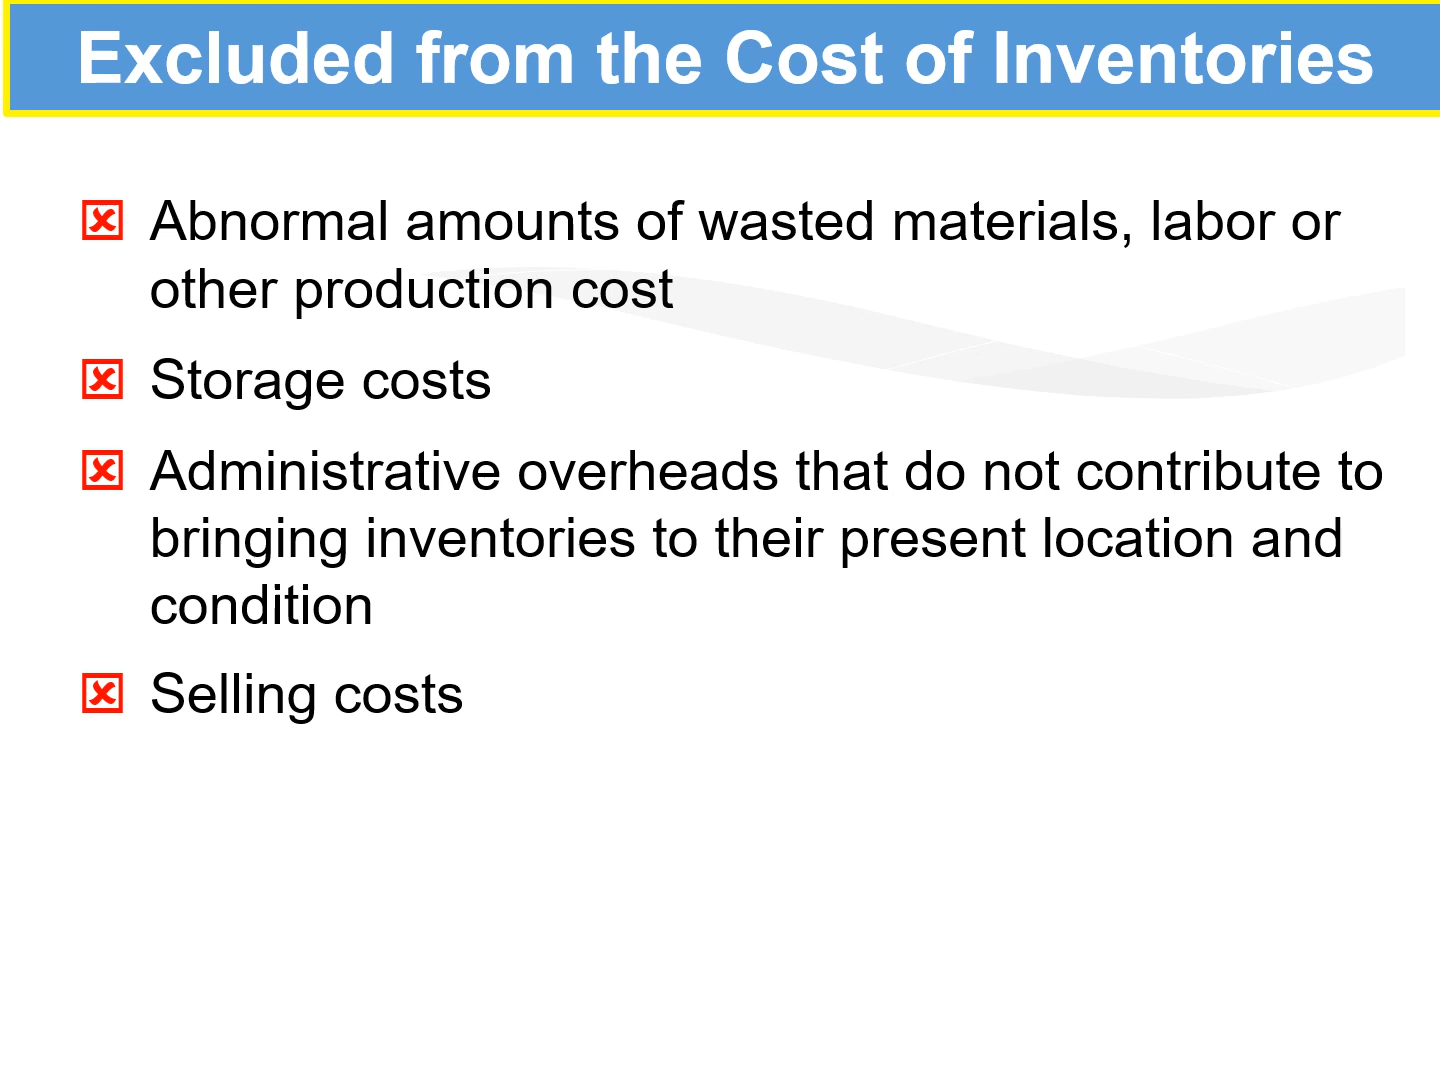 Excluded from the Cost of Inventories
Abnormal amounts of wasted materials, labor or
other production cost
Storage costs
Administrative overheads that do not contribute to
bringing inventories to their present location and
condition
Selling costs